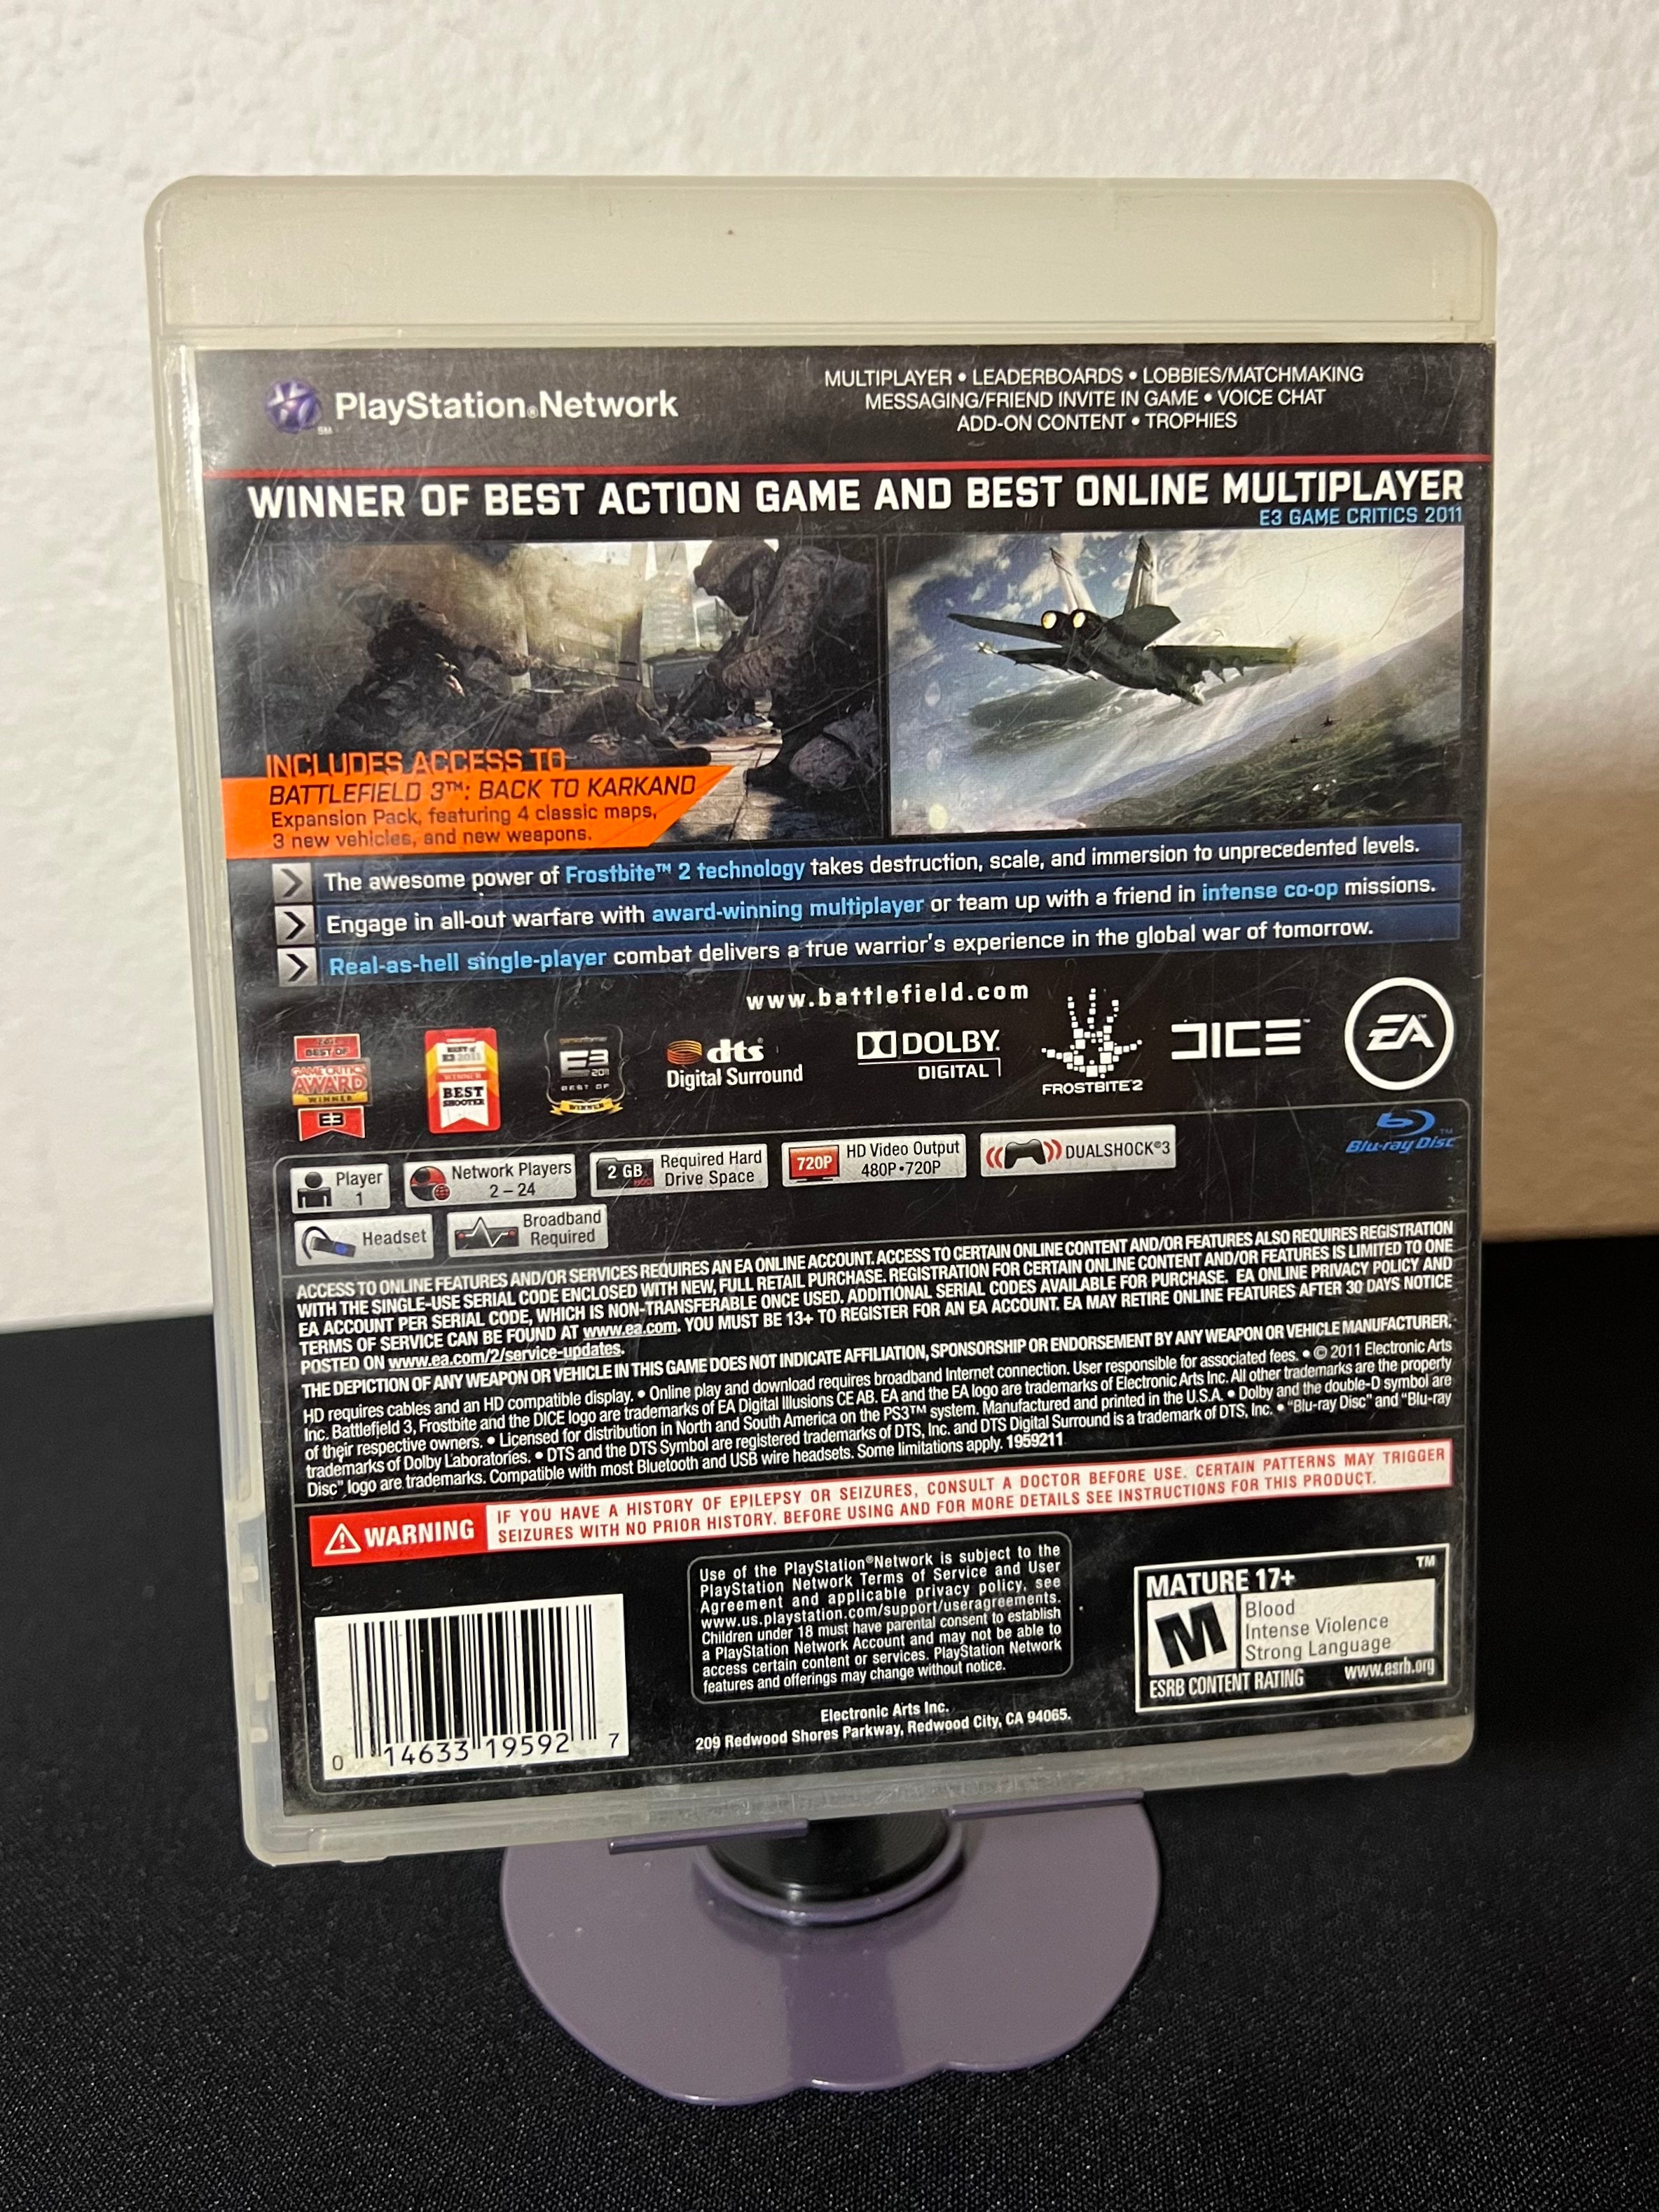 PlayStation®Network
SM
MULTIPLAYER • LEADERBOARDS • LOBBIES/MATCHMAKING
MESSAGING/FRIEND INVITE IN GAME • VOICE CHAT
ADD-ON CONTENT • TROPHIES
WINNER OF BEST ACTION GAME AND BEST ONLINE MULTIPLAYER
E3 GAME CRITICS 2011
INCLUDES ACCESS TO
BATTLEFIELD 3™: BACK TO KARKAND
Expansion Pack, featuring 4 classic maps,
3 new vehicles, and new weapons.
The awesome power of Frostbite™ 2 technology takes destruction, scale, and immersion to unprecedented levels.
Engage in all-out warfare with award-winning multiplayer or team up with a friend in intense co-op missions.
Real-as-hell single-player combat delivers a true warrior's experience in the global war of tomorrow.
www.battlefield.com
BEST OF
GAME CRITICS
AWARD
WINNER
E3
BEST of
E3 2011
WINNER
BEST
SHOOTER
E3
2011
BEST OF
WINNER
dts
Digital Surround
DOLBY
DIGITAL
FROSTBITE™2
DICE™
EA™
Blu-ray Disc™
Player
1
Network Players
2 – 24
2 GB
HDD
Required Hard
Drive Space
720P
HD Video Output
480P•720P
DUALSHOCK®3
Headset
Broadband
Required
ACCESS TO ONLINE FEATURES AND/OR SERVICES REQUIRES AN EA ONLINE ACCOUNT. ACCESS TO CERTAIN ONLINE CONTENT AND/OR FEATURES ALSO REQUIRES REGISTRATION
WITH THE SINGLE-USE SERIAL CODE ENCLOSED WITH NEW, FULL RETAIL PURCHASE. REGISTRATION FOR CERTAIN ONLINE CONTENT AND/OR FEATURES IS LIMITED TO ONE
EA ACCOUNT PER SERIAL CODE, WHICH IS NON-TRANSFERABLE ONCE USED. ADDITIONAL SERIAL CODES AVAILABLE FOR PURCHASE. EA ONLINE PRIVACY POLICY AND
TERMS OF SERVICE CAN BE FOUND AT www.ea.com. YOU MUST BE 13+ TO REGISTER FOR AN EA ACCOUNT. EA MAY RETIRE ONLINE FEATURES AFTER 30 DAYS NOTICE
POSTED ON www.ea.com/2/service-updates.
THE DEPICTION OF ANY WEAPON OR VEHICLE IN THIS GAME DOES NOT INDICATE AFFILIATION, SPONSORSHIP OR ENDORSEMENT BY ANY WEAPON OR VEHICLE MANUFACTURER.
HD requires cables and an HD compatible display. • Online play and download requires broadband Internet connection. User responsible for associated fees. • © 2011 Electronic Arts
Inc. Battlefield 3, Frostbite and the DICE logo are trademarks of EA Digital Illusions CE AB. EA and the EA logo are trademarks of Electronic Arts Inc. All other trademarks are the property
of their respective owners. • Licensed for distribution in North and South America on the PS3™ system. Manufactured and printed in the U.S.A. • Dolby and the double-D symbol are
trademarks of Dolby Laboratories. • DTS and the DTS Symbol are registered trademarks of DTS, Inc. and DTS Digital Surround is a trademark of DTS, Inc. • "Blu-ray Disc" and "Blu-ray
Disc" logo are trademarks. Compatible with most Bluetooth and USB wire headsets. Some limitations apply. 1959211
WARNING
IF YOU HAVE A HISTORY OF EPILEPSY OR SEIZURES, CONSULT A DOCTOR BEFORE USE. CERTAIN PATTERNS MAY TRIGGER
SEIZURES WITH NO PRIOR HISTORY. BEFORE USING AND FOR MORE DETAILS SEE INSTRUCTIONS FOR THIS PRODUCT.
0 14633 19592 7
Use of the PlayStation®Network is subject to the
PlayStation Network Terms of Service and User
Agreement and applicable privacy policy, see
www.us.playstation.com/support/useragreements.
Children under 18 must have parental consent to establish
a PlayStation Network Account and may not be able to
access certain content or services. PlayStation Network
features and offerings may change without notice.
Electronic Arts Inc.
209 Redwood Shores Parkway, Redwood City, CA 94065.
MATURE 17+ ™
M
Blood
Intense Violence
Strong Language
ESRB CONTENT RATING www.esrb.org